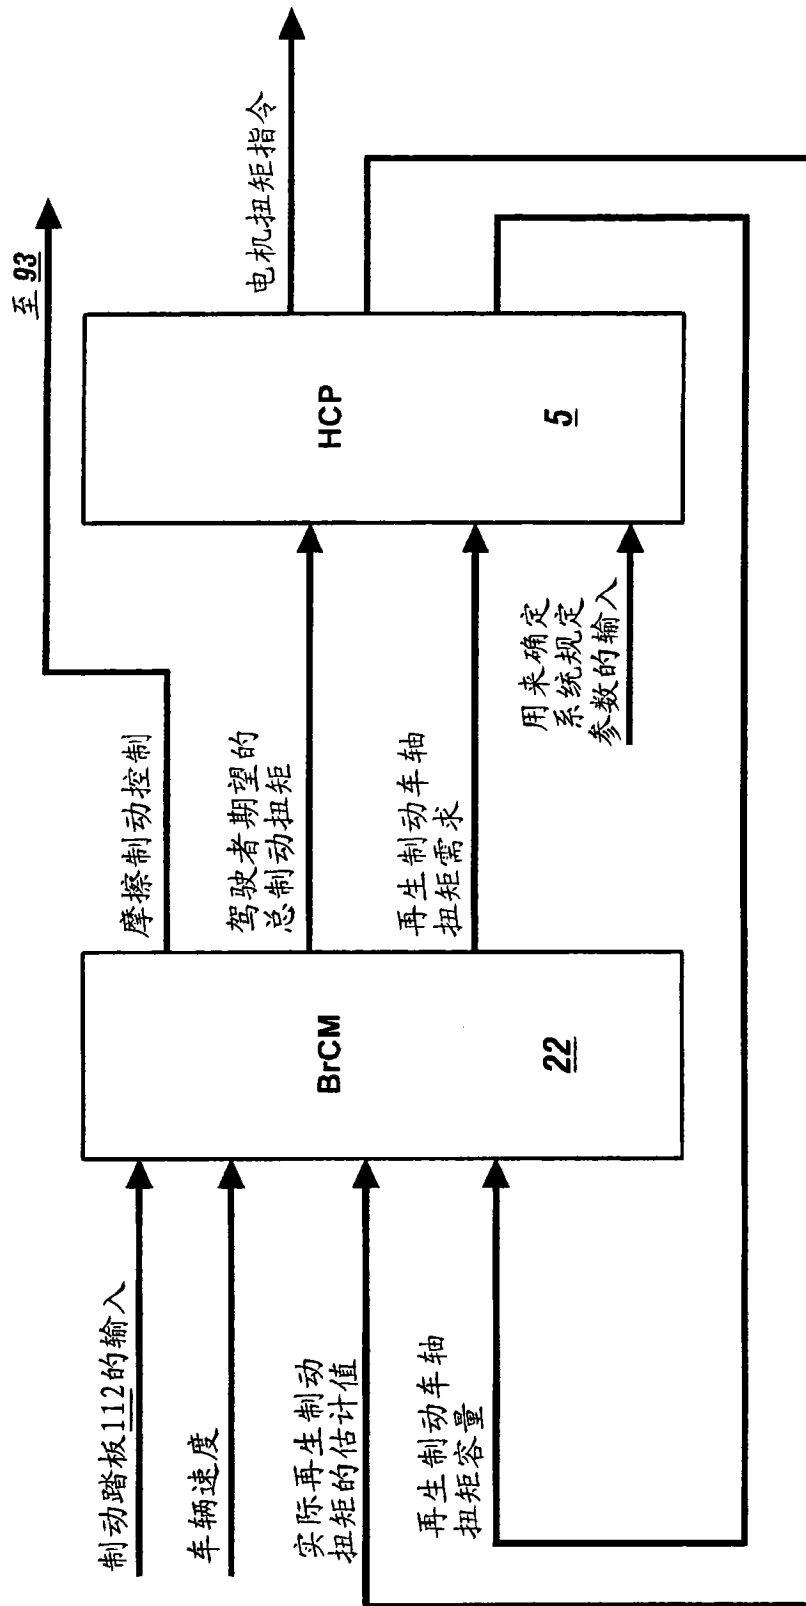 制动踏板112的输入
车辆速度
实际再生制动
扭矩的估计值
再生制动车轴
扭矩容量
BrCM
22
摩擦制动控制
至 93
驾驶者期望的
总制动扭矩
再生制动车轴
扭矩需求
用来确定
系统规定
参数的输入
HCP
5
电机扭矩指令